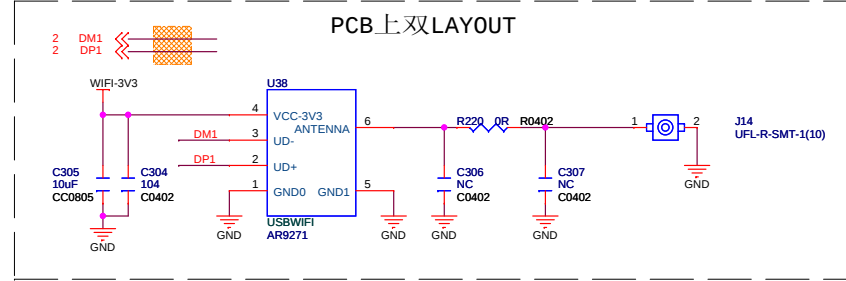 PCB上双LAYOUT
2 DM1
2 DP1
WIFI-3V3
U38
4 VCC-3V3
ANTENNA 6
DM1 3 UD-
DP1 2 UD+
1 GND0 GND1 5
USBWIFI
AR9271
C305
10uF
CC0805
C304
104
C0402
GND
GND
GND
R220 0R R0402
C306
NC
C0402
GND
C307
NC
C0402
GND
1 2
J14
UFL-R-SMT-1(10)
GND